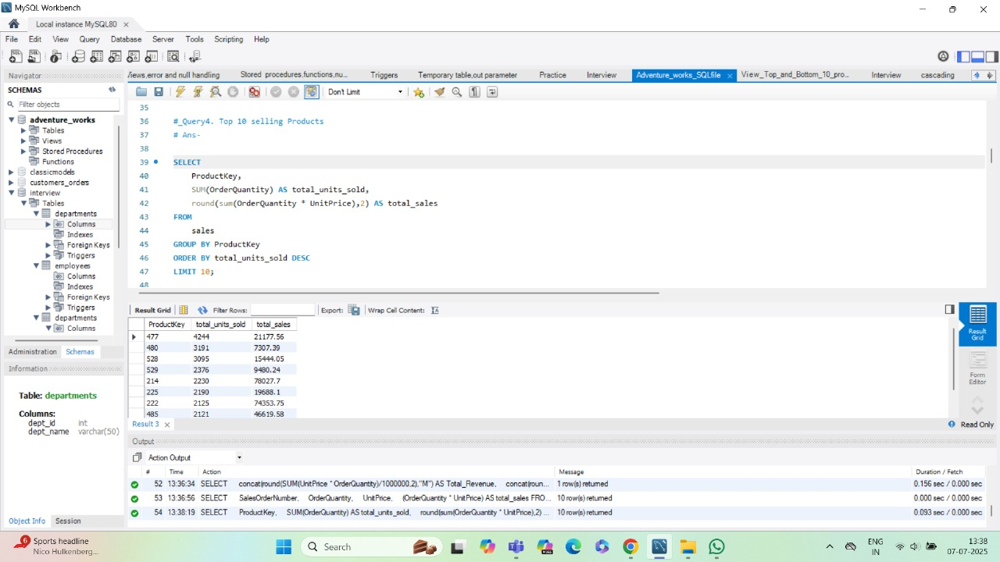 MySQL Workbench
Local instance MySQL80
File Edit View Query Database Server Tools Scripting Help
Navigator
SCHEMAS
Filter objects
adventure_works
Tables
Views
Stored Procedures
Functions
classicmodels
customers_orders
interview
Tables
departments
Columns
Indexes
Foreign Keys
Triggers
employees
Columns
Indexes
Foreign Keys
Triggers
departments
Columns
Administration Schemas
Information
Table: departments
Columns:
dept_id int
dept_name varchar(50)
Object Info Session
iews,error and null handling Stored procedures,functions,nu... Triggers Temporary table,out parameter Practice Interview Adventure_works_SQLfile View_Top_and_Bottom_10_pro... Interview cascading
Don't Limit
35
36 #_Query4. Top 10 selling Products
37 # Ans-
38
39 SELECT
40 ProductKey,
41 SUM(OrderQuantity) AS total_units_sold,
42 round(sum(OrderQuantity * UnitPrice),2) AS total_sales
43 FROM
44 sales
45 GROUP BY ProductKey
46 ORDER BY total_units_sold DESC
47 LIMIT 10;
48
Result Grid Filter Rows: Export: Wrap Cell Content:
ProductKey total_units_sold total_sales
477 4244 21177.56
480 3191 7307.39
528 3095 15444.05
529 2376 9480.24
214 2230 78027.7
225 2190 19688.1
222 2125 74353.75
485 2121 46619.58
Result Grid
Form Editor
Result 3
Read Only
Output
Action Output
# Time Action Message Duration / Fetch
52 13:36:34 SELECT concat(round(SUM(UnitPrice * OrderQuantity)/1000000,2),"M") AS Total_Revenue, concat(roun... 1 row(s) returned 0.156 sec / 0.000 sec
53 13:36:56 SELECT SalesOrderNumber, OrderQuantity, UnitPrice, (OrderQuantity * UnitPrice) AS total_sales FRO... 10 row(s) returned 0.000 sec / 0.000 sec
54 13:38:19 SELECT ProductKey, SUM(OrderQuantity) AS total_units_sold, round(sum(OrderQuantity * UnitPrice),2) ... 10 row(s) returned 0.093 sec / 0.000 sec
6
Sports headline
Nico Hulkenberg...
Search
ENG
IN
13:38
07-07-2025